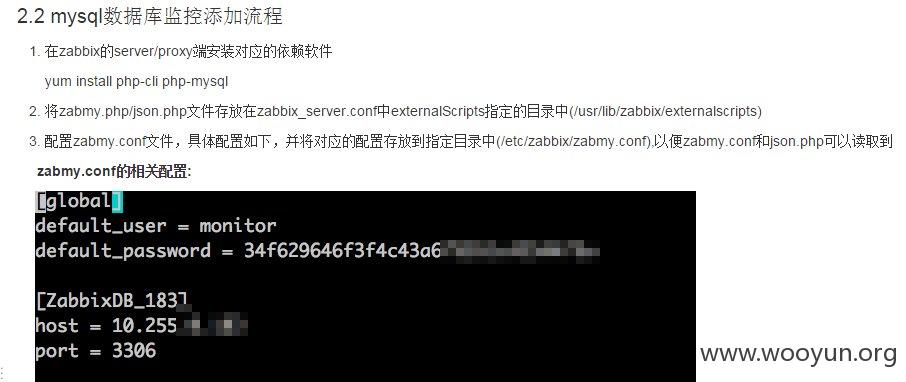 2.2 mysql数据库监控添加流程
1. 在zabbix的server/proxy端安装对应的依赖软件
yum install php-cli php-mysql
2. 将zabmy.php/json.php文件存放在zabbix_server.conf中externalScripts指定的目录中(/usr/lib/zabbix/externalscripts)
3. 配置zabmy.conf文件，具体配置如下，并将对应的配置存放到指定目录中(/etc/zabbix/zabmy.conf),以便zabmy.conf和json.php可以读取到
zabmy.conf的相关配置:
[global]
default_user = monitor
default_password = 34f629646f3f4c43a6
[ZabbixDB_183]
host = 10.255
port = 3306
www.wooyun.org